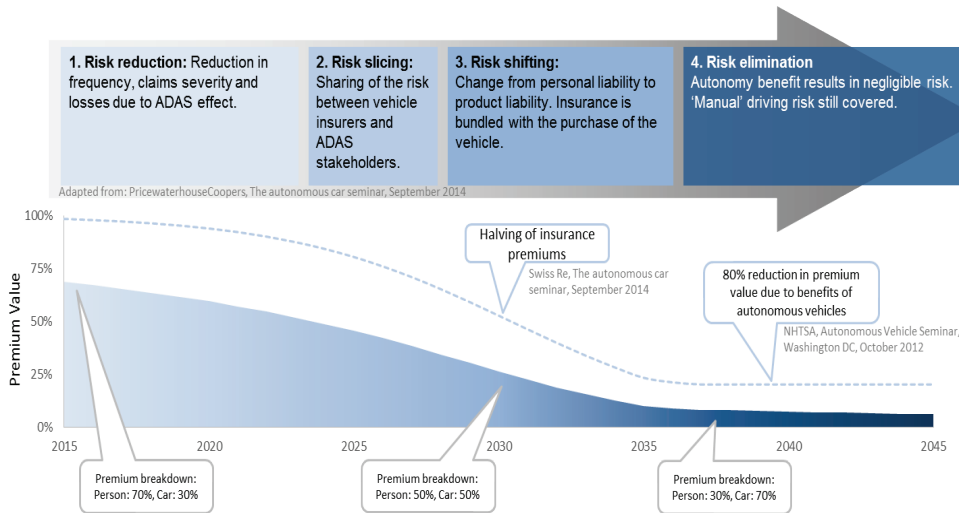 1. Risk reduction: Reduction in
frequency, claims severity and
losses due to ADAS effect.
2. Risk slicing:
Sharing of the risk
between vehicle
insurers and
ADAS
stakeholders.
3. Risk shifting:
Change from personal liability to
product liability. Insurance is
bundled with the purchase of the
vehicle.
4. Risk elimination
Autonomy benefit results in negligible risk.
'Manual' driving risk still covered.
Adapted from: PricewaterhouseCoopers, The autonomous car seminar, September 2014
Premium Value
100%
75%
50%
25%
0%
Halving of insurance
premiums
Swiss Re, The autonomous car
seminar, September 2014
80% reduction in premium
value due to benefits of
autonomous vehicles
NHTSA, Autonomous Vehicle Seminar,
Washington DC, October 2012
2015
2020
2025
2030
2035
2040
2045
Premium breakdown:
Person: 70%, Car: 30%
Premium breakdown:
Person: 50%, Car: 50%
Premium breakdown:
Person: 30%, Car: 70%